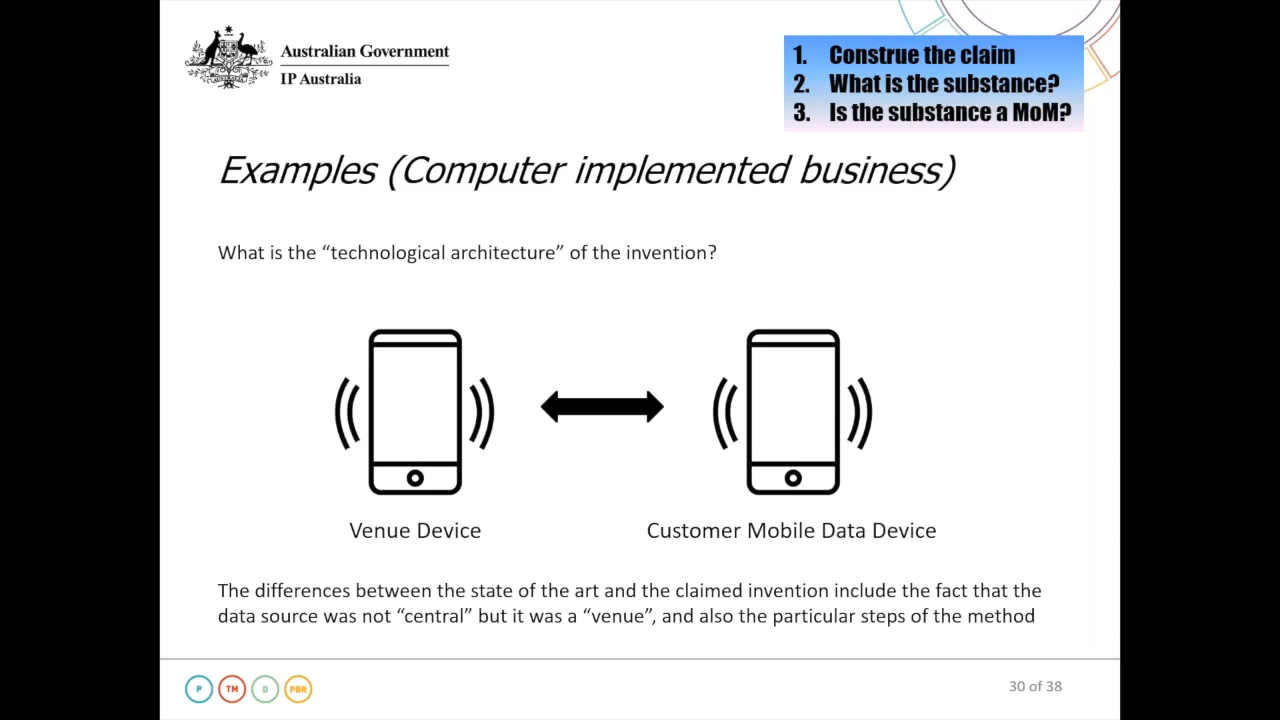 Australian Government
IP Australia
1. Construe the claim
2. What is the substance?
3. Is the substance a MoM?
Examples (Computer implemented business)
What is the “technological architecture” of the invention?
Venue Device
Customer Mobile Data Device
The differences between the state of the art and the claimed invention include the fact that the
data source was not “central” but it was a “venue”, and also the particular steps of the method
P TM D PBR
30 of 38